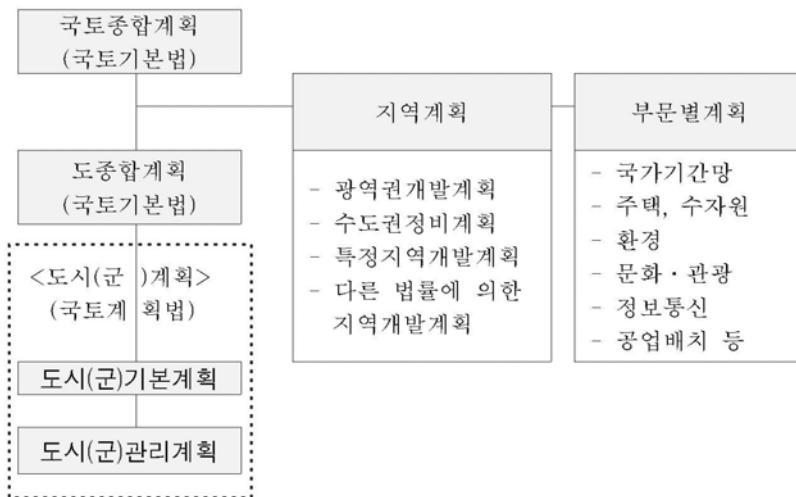 국토종합계획
(국토기본법)
지역계획
부문별계획
도종합계획
(국토기본법)
- 광역권개발계획
- 수도권정비계획
- 특정지역개발계획
- 다른 법률에 의한
지역개발계획
- 국가기간망
- 주택, 수자원
- 환경
- 문화·관광
- 정보통신
- 공업배치 등
<도시(군 )계획>
(국토계 획법)
도시(군)기본계획
도시(군)관리계획